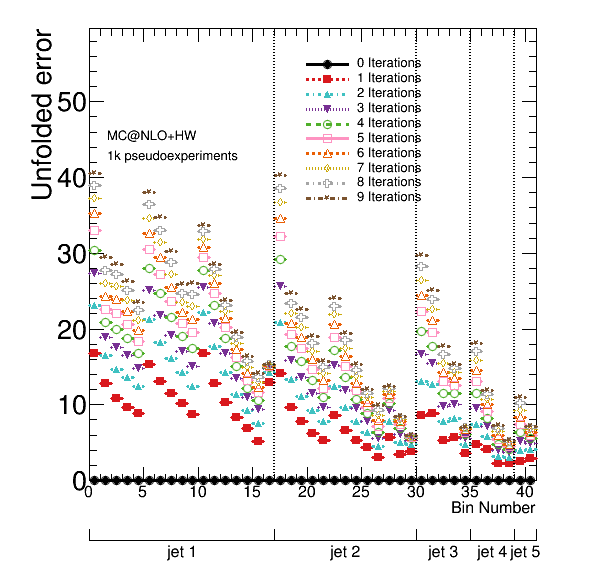 Unfolded error
50
40
30
20
10
0
MC@NLO+HW
1k pseudoexperiments
0 Iterations
1 Iterations
2 Iterations
3 Iterations
4 Iterations
5 Iterations
6 Iterations
7 Iterations
8 Iterations
9 Iterations
0 5 10 15 20 25 30 35 40
Bin Number
jet 1 jet 2 jet 3 jet 4 jet 5